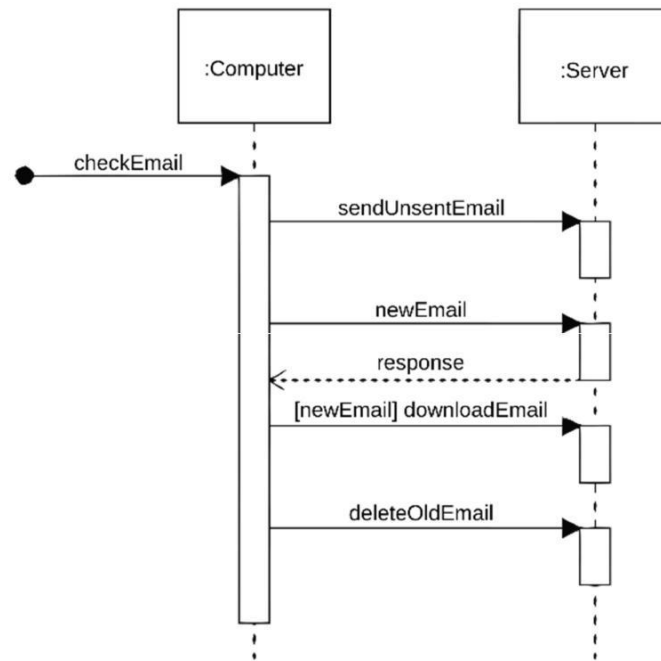 :Computer
:Server
checkEmail
sendUnsentEmail
newEmail
response
[newEmail] downloadEmail
deleteOldEmail